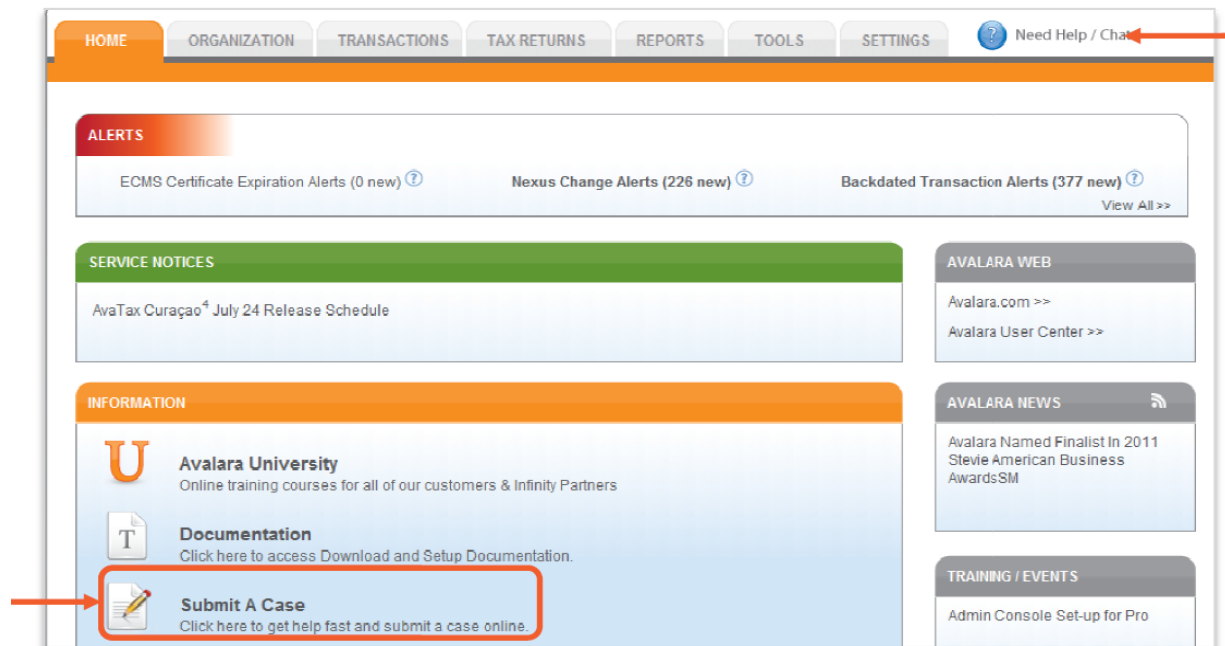 HOME ORGANIZATION TRANSACTIONS TAX RETURNS REPORTS TOOLS SETTINGS ? Need Help / Chat
ALERTS
ECMS Certificate Expiration Alerts (0 new) ? Nexus Change Alerts (226 new) ? Backdated Transaction Alerts (377 new) ?
View All >>
SERVICE NOTICES
AvaTax Curaçao⁴ July 24 Release Schedule
AVALARA WEB
Avalara.com >>
Avalara User Center >>
INFORMATION
U
Avalara University
Online training courses for all of our customers & Infinity Partners
T
Documentation
Click here to access Download and Setup Documentation.
Submit A Case
Click here to get help fast and submit a case online.
AVALARA NEWS
Avalara Named Finalist In 2011
Stevie American Business
AwardsSM
TRAINING / EVENTS
Admin Console Set-up for Pro